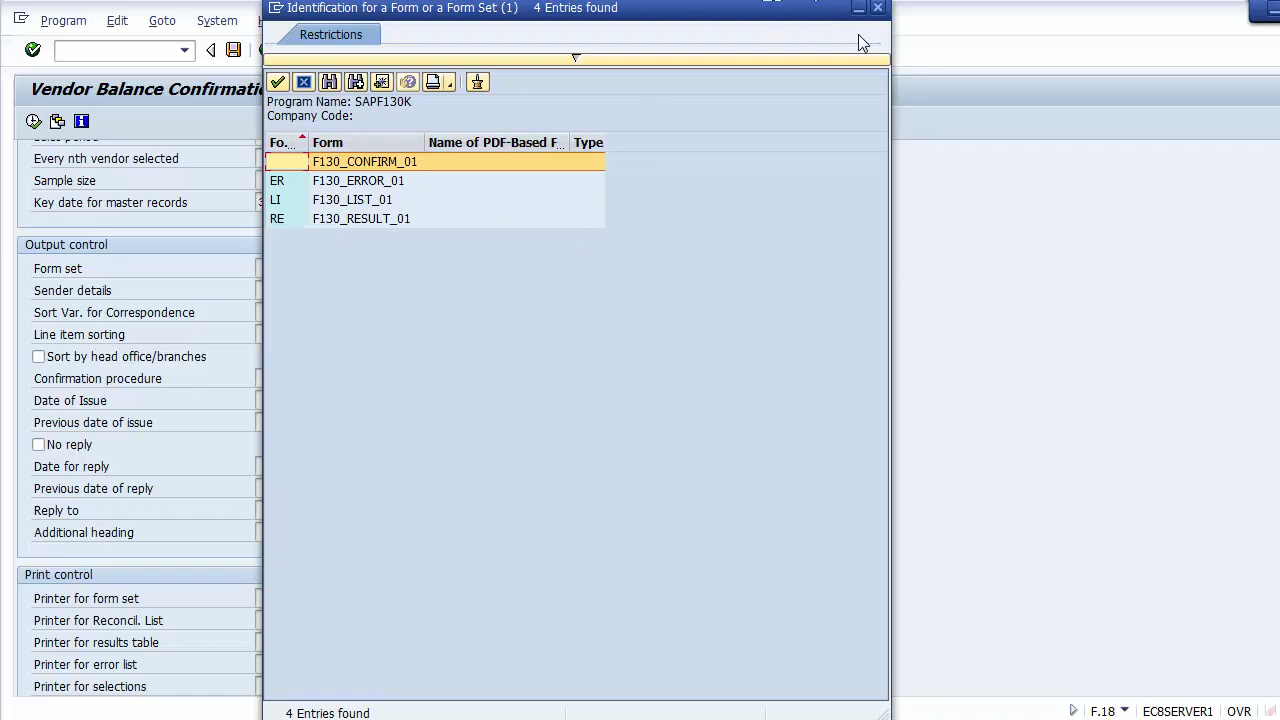 Identification for a Form or a Form Set (1) 4 Entries found
Program Edit Goto System
Restrictions
Vendor Balance Confirmati
Program Name: SAPF130K
Company Code:
Fo... Form Name of PDF-Based F... Type
F130_CONFIRM_01
ER F130_ERROR_01
LI F130_LIST_01
RE F130_RESULT_01
Every nth vendor selected
Sample size
Key date for master records
Output control
Form set
Sender details
Sort Var. for Correspondence
Line item sorting
Sort by head office/branches
Confirmation procedure
Date of Issue
Previous date of issue
No reply
Date for reply
Previous date of reply
Reply to
Additional heading
Print control
Printer for form set
Printer for Reconcil. List
Printer for results table
Printer for error list
Printer for selections
4 Entries found
F.18 EC8SERVER1 OVR